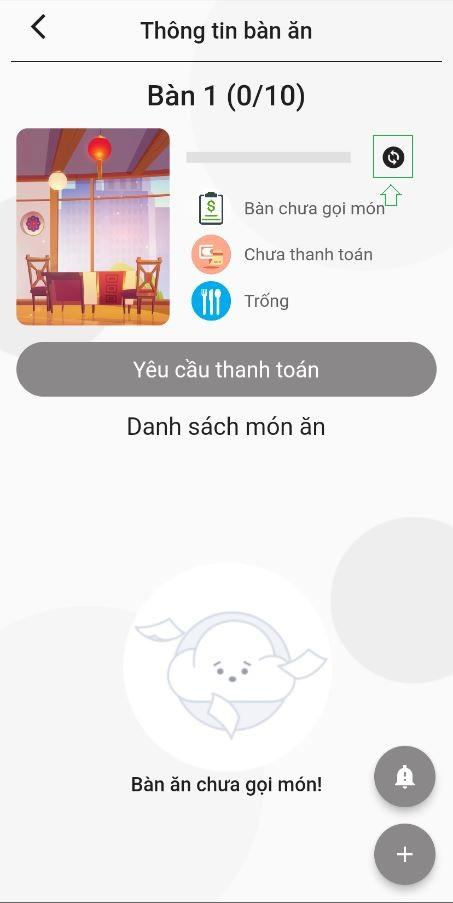 Thông tin bàn ăn
Bàn 1 (0/10)
Bàn chưa gọi món
Chưa thanh toán
Trống
Yêu cầu thanh toán
Danh sách món ăn
Bàn ăn chưa gọi món!